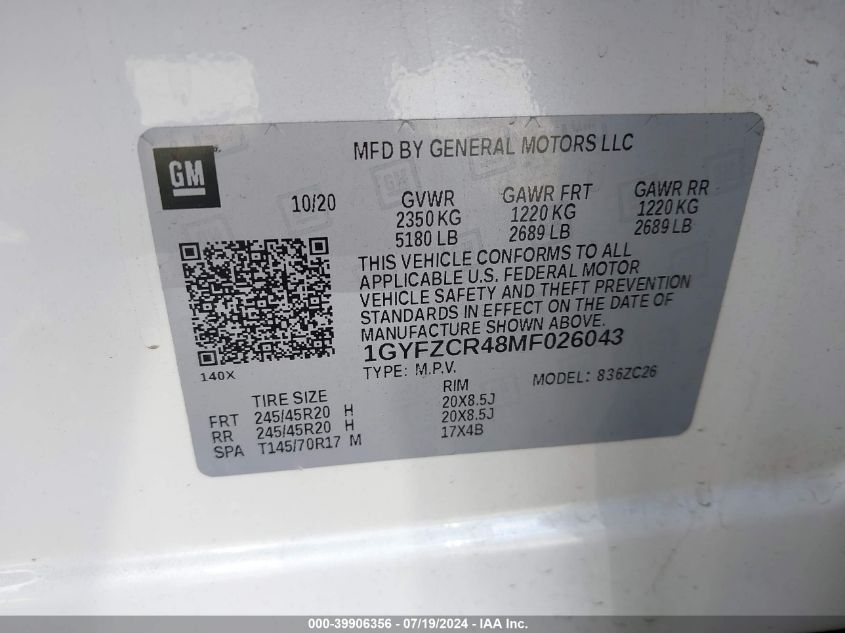 MFD BY GENERAL MOTORS LLC
GM
10/20 GVWR GAWR FRT GAWR RR
2350 KG 1220 KG 1220 KG
5180 LB 2689 LB 2689 LB
THIS VEHICLE CONFORMS TO ALL
APPLICABLE U.S. FEDERAL MOTOR
VEHICLE SAFETY AND THEFT PREVENTION
STANDARDS IN EFFECT ON THE DATE OF
MANUFACTURE SHOWN ABOVE.
1GYFZCR48MF026043
140X
TYPE: M.P.V. MODEL: 836ZC26
TIRE SIZE RIM
FRT 245/45R20 H 20X8.5J
RR 245/45R20 H 20X8.5J
SPA T145/70R17 M 17X4B
000-39906356 - 07/19/2024 - IAA Inc.